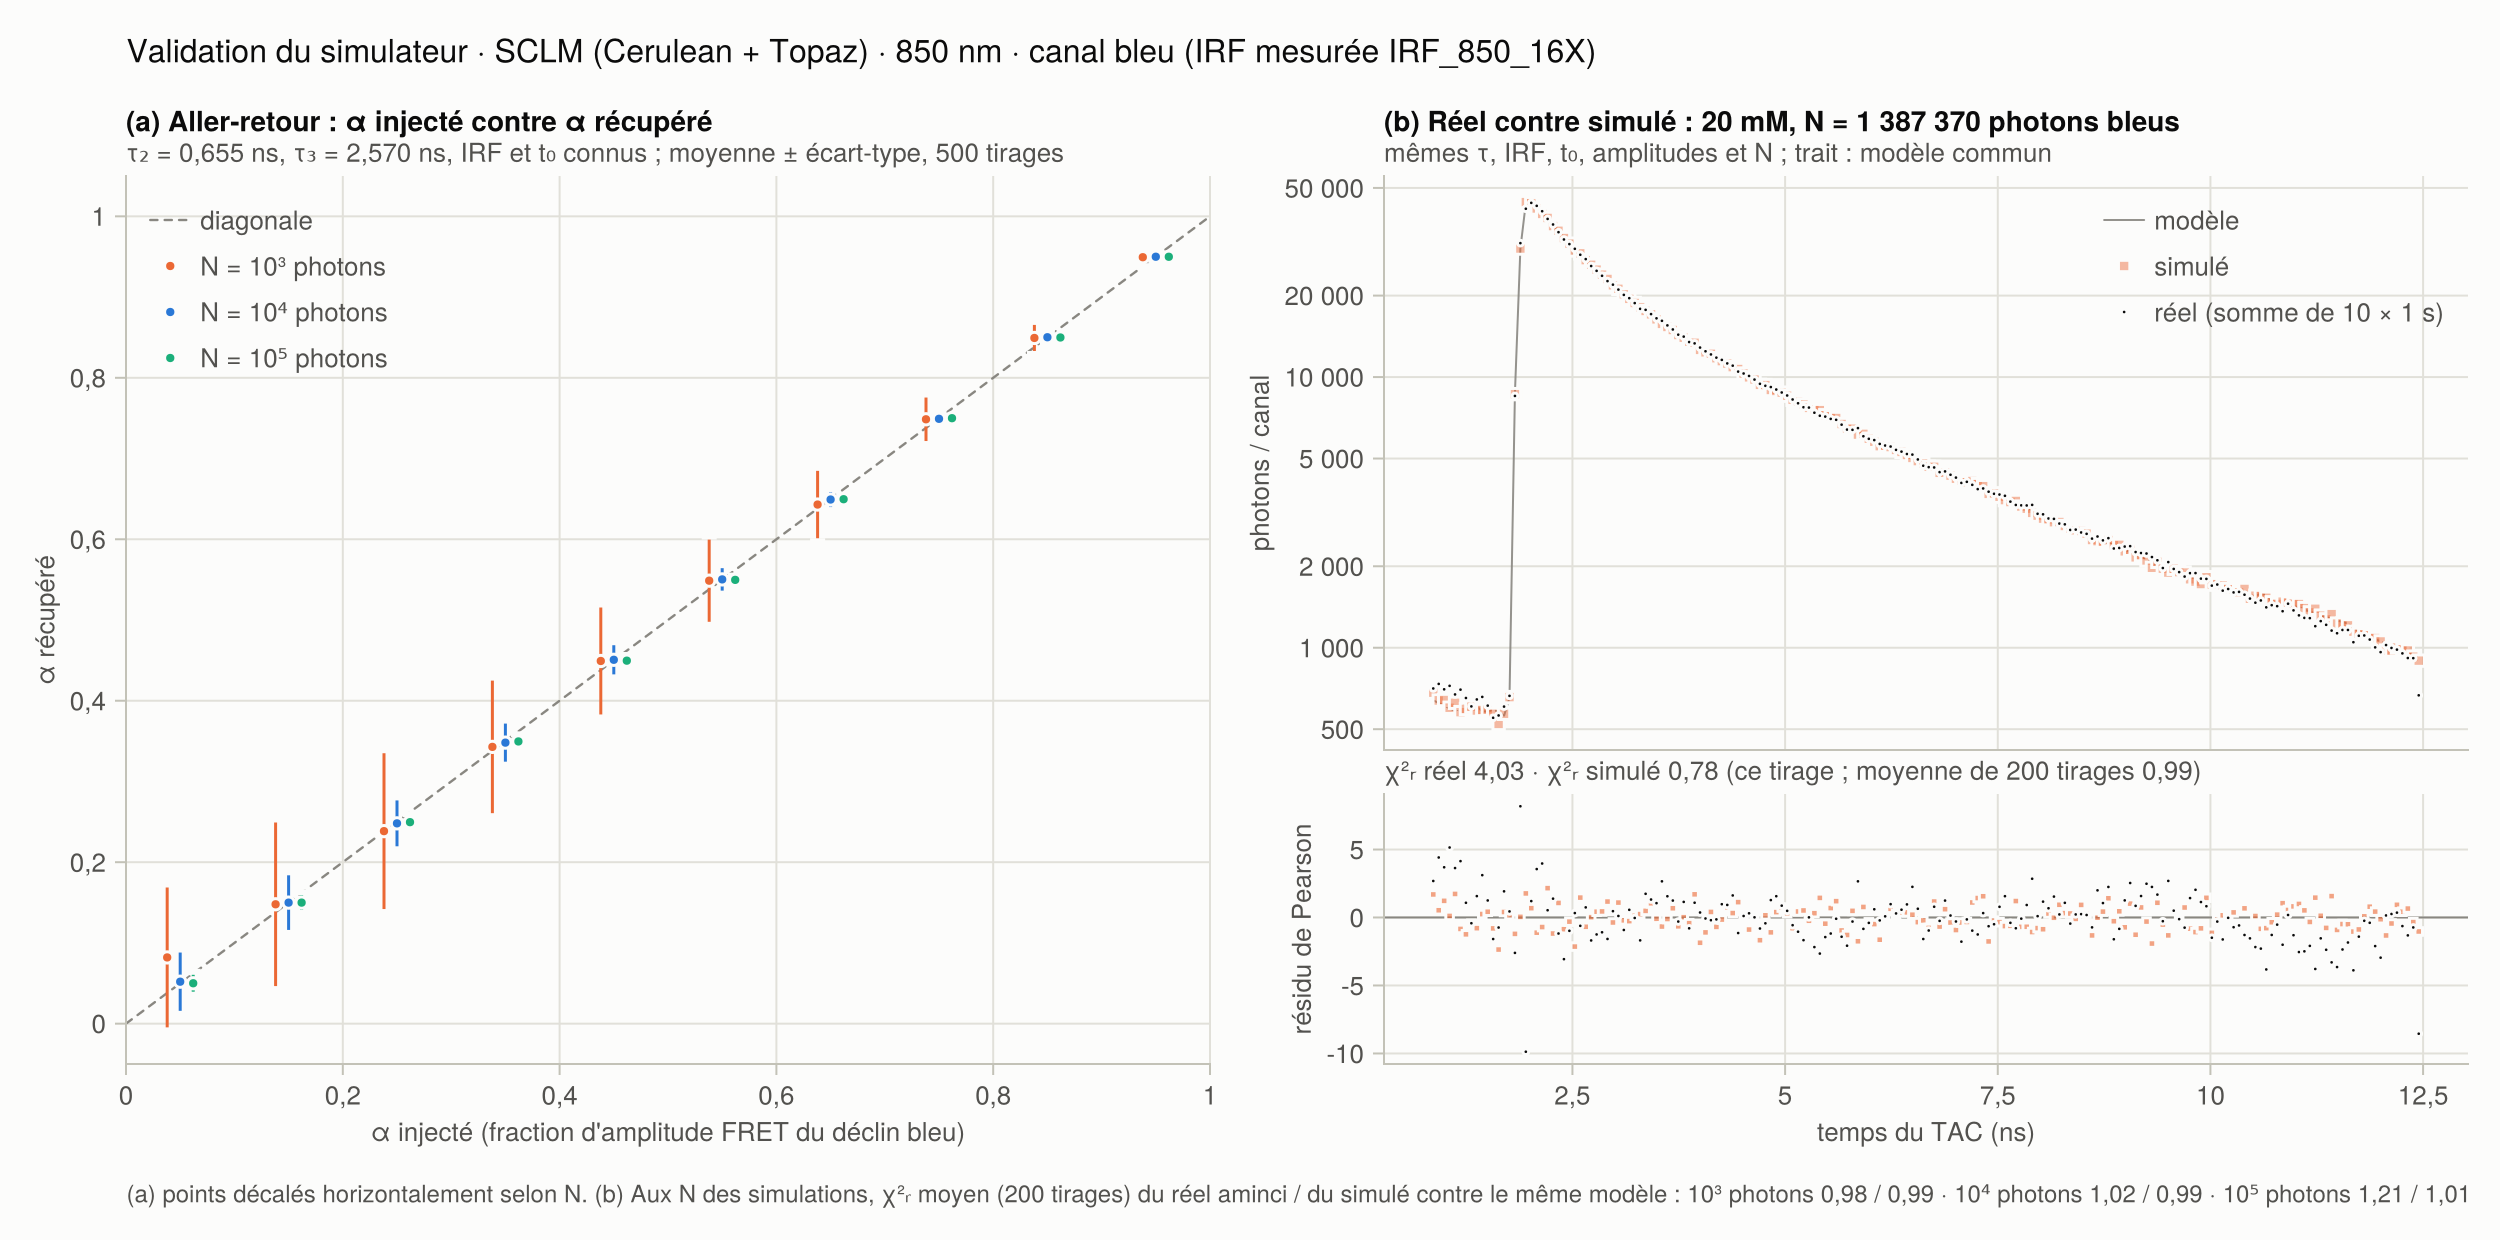 Validation du simulateur · SCLM (Cerulean + Topaz) · 850 nm · canal bleu (IRF mesurée IRF_850_16X)
(a) Aller-retour : α injecté contre α récupéré
τ₂ = 0,655 ns, τ₃ = 2,570 ns, IRF et t₀ connus ; moyenne ± écart-type, 500 tirages
diagonale
N = 10³ photons
N = 10⁴ photons
N = 10⁵ photons
α récupéré
1
0,8
0,6
0,4
0,2
0
0
0,2
0,4
0,6
0,8
1
α injecté (fraction d'amplitude FRET du déclin bleu)
(b) Réel contre simulé : 20 mM, N = 1 387 370 photons bleus
mêmes τ, IRF, t₀, amplitudes et N ; trait : modèle commun
modèle
simulé
réel (somme de 10 × 1 s)
photons / canal
50 000
20 000
10 000
5 000
2 000
1 000
500
χ²ᵣ réel 4,03 · χ²ᵣ simulé 0,78 (ce tirage ; moyenne de 200 tirages 0,99)
résidu de Pearson
5
0
-5
-10
2,5
5
7,5
10
12,5
temps du TAC (ns)
(a) points décalés horizontalement selon N. (b) Aux N des simulations, χ²ᵣ moyen (200 tirages) du réel aminci / du simulé contre le même modèle : 10³ photons 0,98 / 0,99 · 10⁴ photons 1,02 / 0,99 · 10⁵ photons 1,21 / 1,01